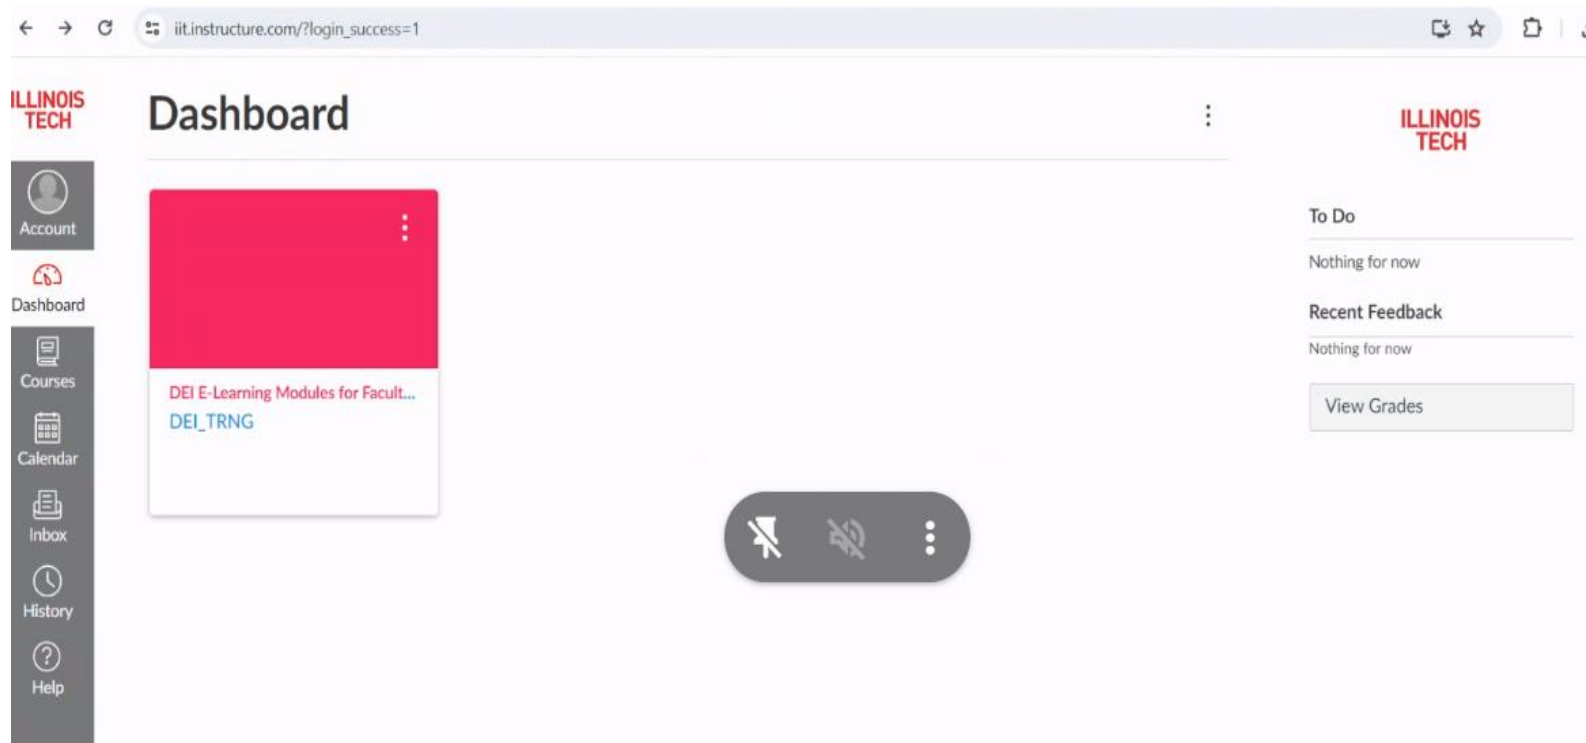 iit.instructure.com/?login_success=1
ILLINOIS
TECH
Account
Dashboard
Courses
Calendar
Inbox
History
Help
Dashboard
DEI E-Learning Modules for Facult...
DEI_TRNG
ILLINOIS
TECH
To Do
Nothing for now
Recent Feedback
Nothing for now
View Grades